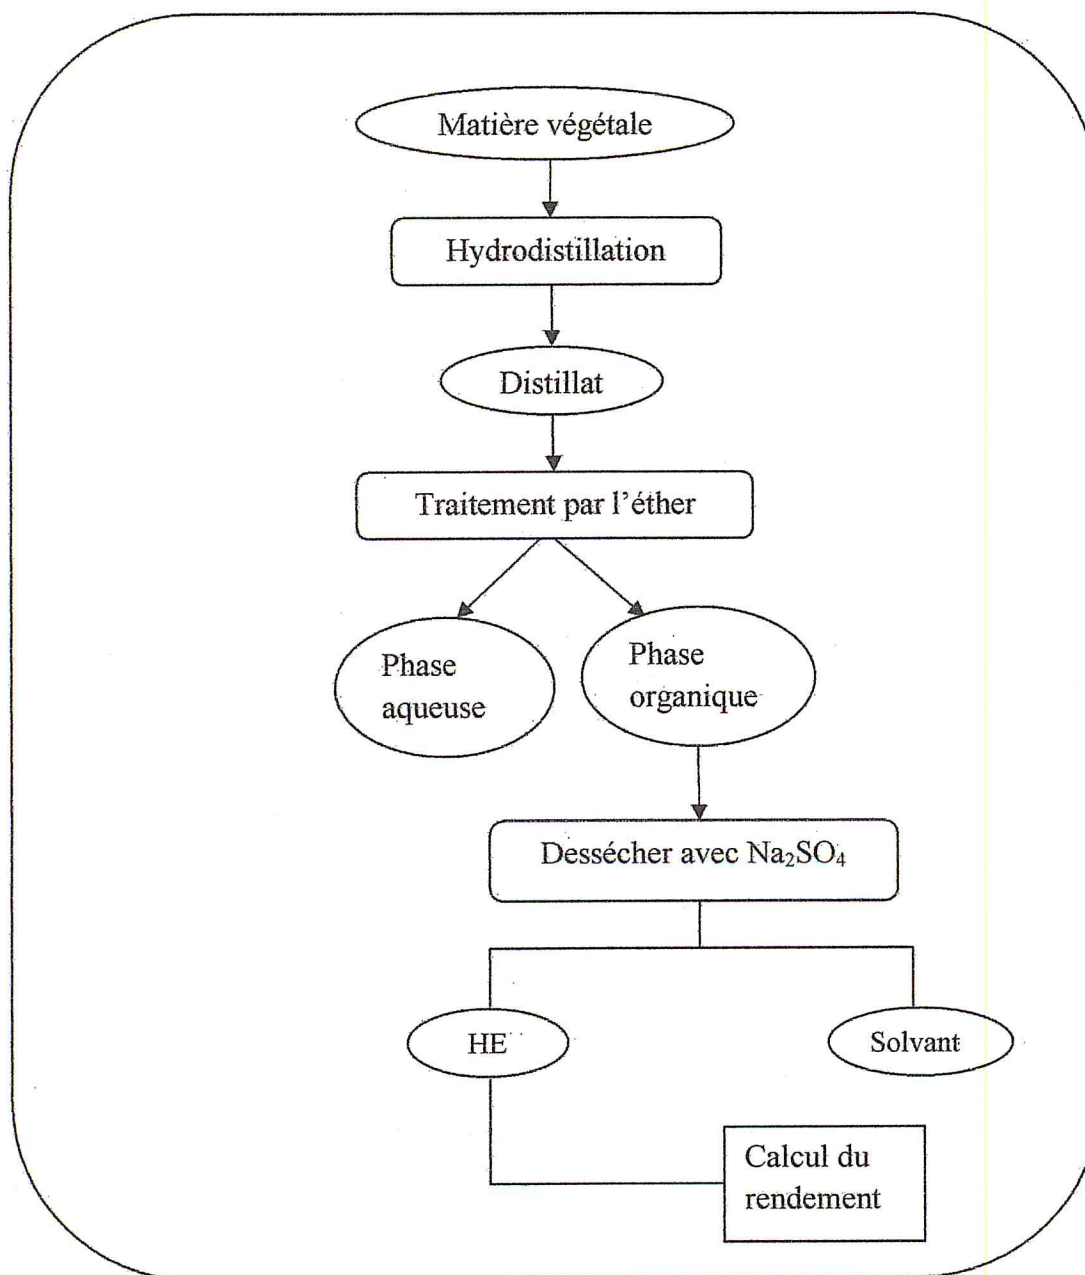 Matière végétale
Hydrodistillation
Distillat
Traitement par l’éther
Phase
aqueuse
Phase
organique
Dessécher avec Na₂SO₄
HE
Solvant
Calcul du
rendement